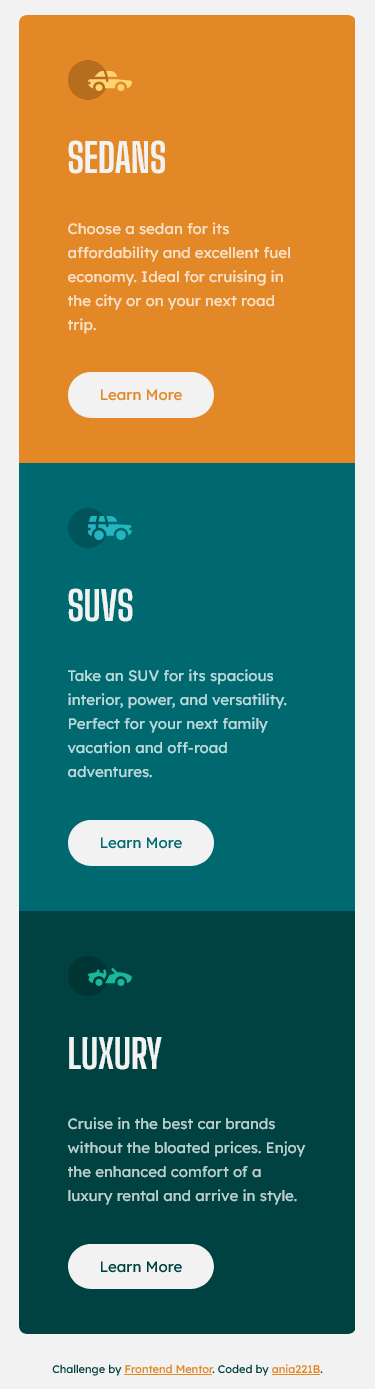 SEDANS
Choose a sedan for its
affordability and excellent fuel
economy. Ideal for cruising in
the city or on your next road
trip.
Learn More
SUVS
Take an SUV for its spacious
interior, power, and versatility.
Perfect for your next family
vacation and off-road
adventures.
Learn More
LUXURY
Cruise in the best car brands
without the bloated prices. Enjoy
the enhanced comfort of a
luxury rental and arrive in style.
Learn More
Challenge by Frontend Mentor. Coded by ania221B.